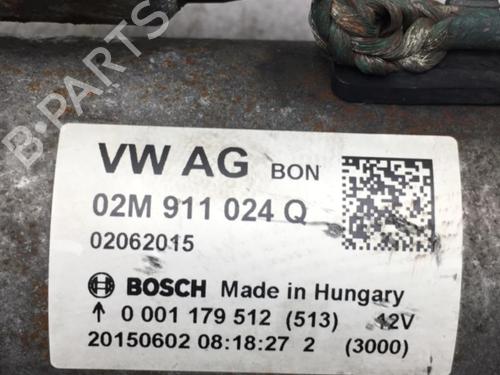 B-PARTS
VW AG BON
02M 911 024 Q
02062015
BOSCH Made in Hungary
↑ 0 001 179 512 (513) 12V
20150602 08:18:27 2 (3000)